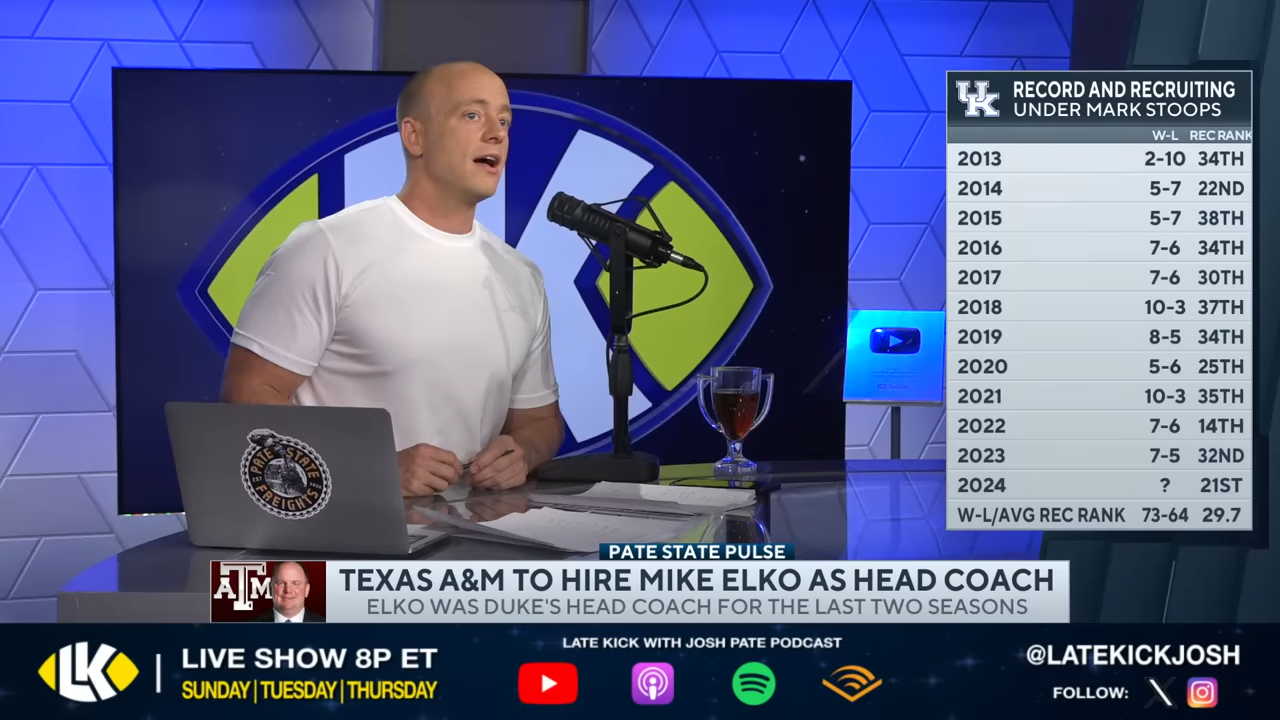 UK
RECORD AND RECRUITING
UNDER MARK STOOPS
W-L REC RANK
2013 2-10 34TH
2014 5-7 22ND
2015 5-7 38TH
2016 7-6 34TH
2017 7-6 30TH
2018 10-3 37TH
2019 8-5 34TH
2020 5-6 25TH
2021 10-3 35TH
2022 7-6 14TH
2023 7-5 32ND
2024 ? 21ST
W-L/AVG REC RANK 73-64 29.7
PATE STATE
FREIGHTS
PATE STATE PULSE
ATM
TEXAS A&M TO HIRE MIKE ELKO AS HEAD COACH
ELKO WAS DUKE'S HEAD COACH FOR THE LAST TWO SEASONS
LK
LIVE SHOW 8P ET
SUNDAY | TUESDAY | THURSDAY
LATE KICK WITH JOSH PATE PODCAST
@LATEKICKJOSH
FOLLOW: